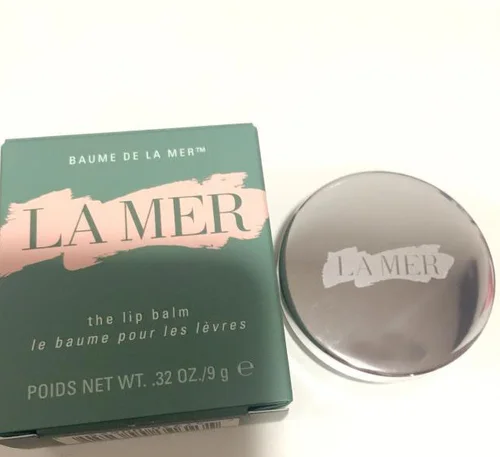 BAUME DE LA MER™
LA MER
the lip balm
le baume pour les lèvres
POIDS NET WT. .32 OZ./9 g ℮
LA MER